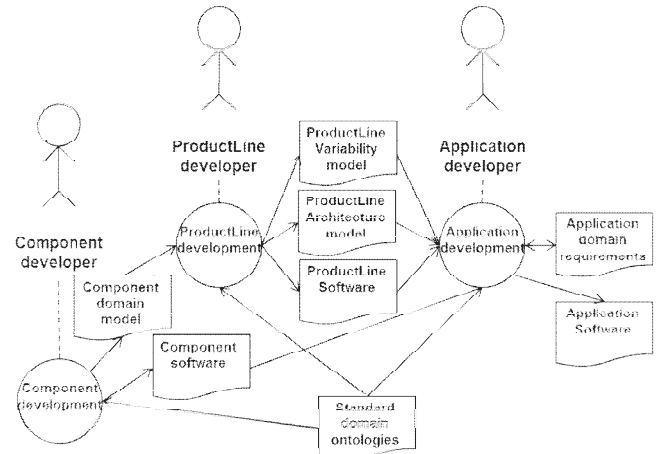 ProductLine
developer
Application
developer
Component
developer
ProductLine
Variability
model
ProductLine
Architecture
model
ProductLine
Software
ProductLine
development
Application
development
Application
domain
requirements
Application
Software
Component
domain
model
Component
software
Component
development
Standard
domain
ontologies